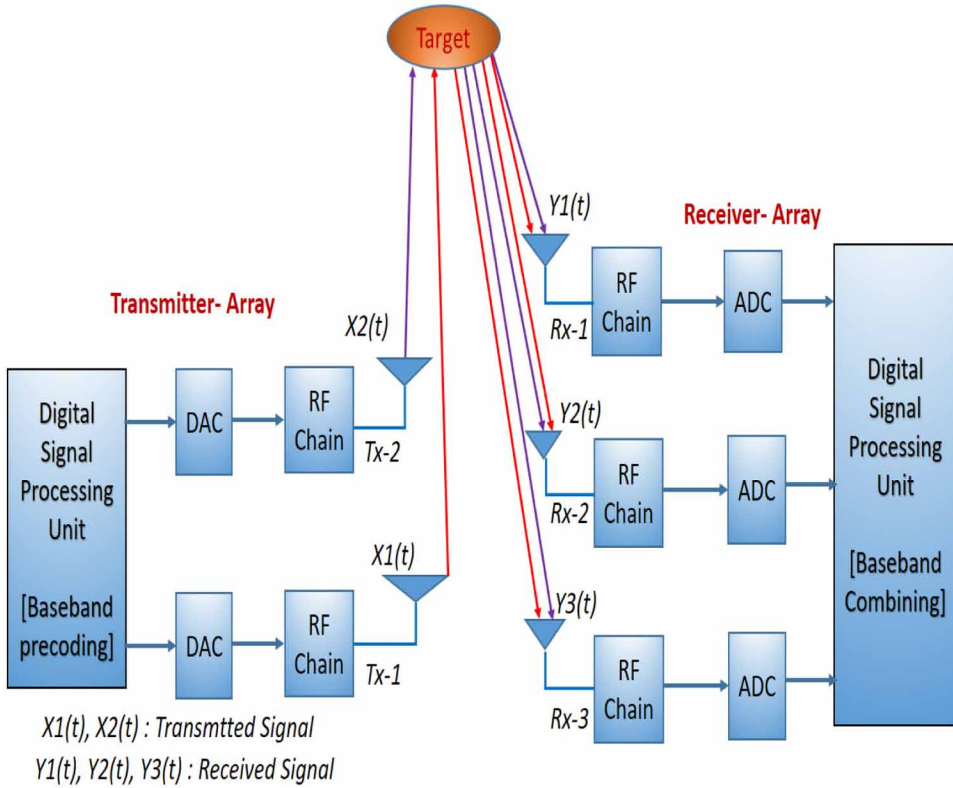 Target
Transmitter- Array
X2(t)
Digital
Signal
Processing
Unit
[Baseband
precoding]
DAC
RF
Chain
Tx-2
X1(t)
DAC
RF
Chain
Tx-1
Receiver- Array
Y1(t)
Rx-1
RF
Chain
ADC
Y2(t)
Rx-2
RF
Chain
ADC
Y3(t)
Rx-3
RF
Chain
ADC
Digital
Signal
Processing
Unit
[Baseband
Combining]
X1(t), X2(t) : Transmtted Signal
Y1(t), Y2(t), Y3(t) : Received Signal